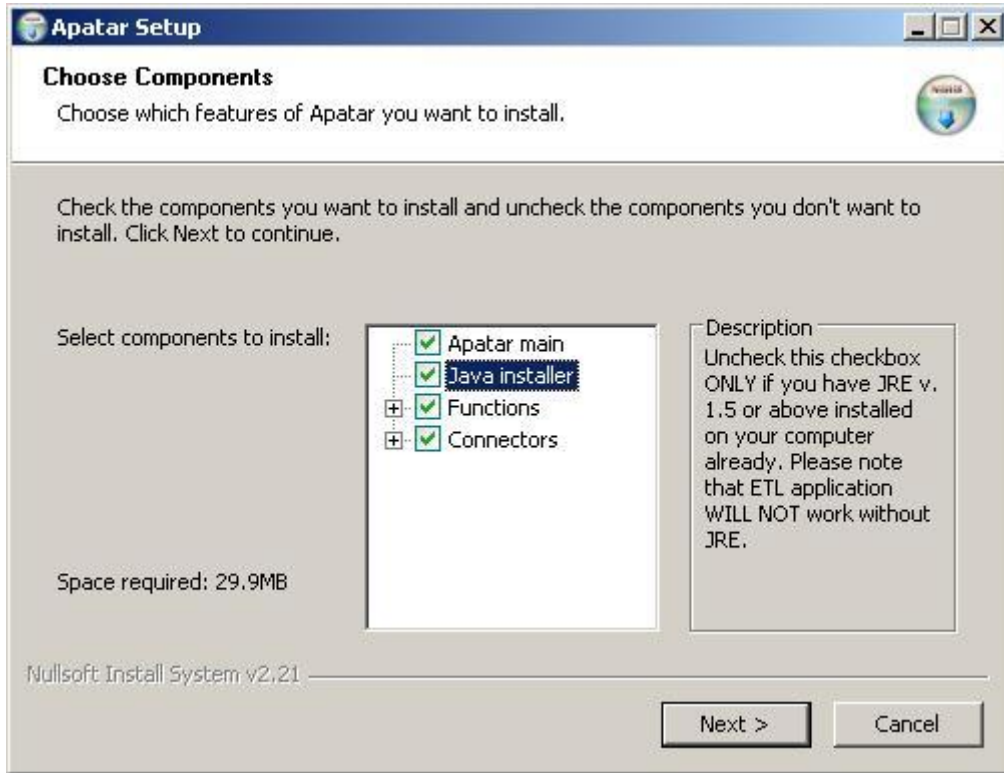 Apatar Setup
Choose Components
Choose which features of Apatar you want to install.
Check the components you want to install and uncheck the components you don't want to
install. Click Next to continue.
Select components to install:
Apatar main
Java installer
Functions
Connectors
Description
Uncheck this checkbox
ONLY if you have JRE v.
1.5 or above installed
on your computer
already. Please note
that ETL application
WILL NOT work without
JRE.
Space required: 29.9MB
Nullsoft Install System v2.21
Next >
Cancel